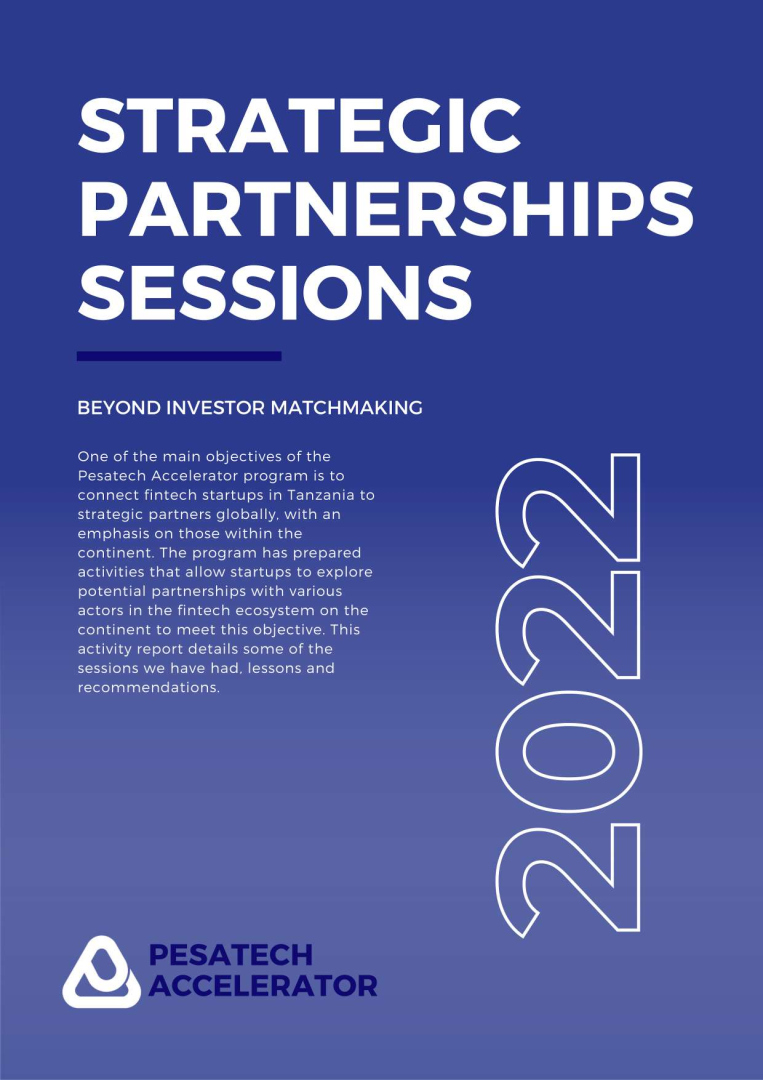 STRATEGIC
PARTNERSHIPS
SESSIONS
BEYOND INVESTOR MATCHMAKING
One of the main objectives of the
Pesatech Accelerator program is to
connect fintech startups in Tanzania to
strategic partners globally, with an
emphasis on those within the
continent. The program has prepared
activities that allow startups to explore
potential partnerships with various
actors in the fintech ecosystem on the
continent to meet this objective. This
activity report details some of the
sessions we have had, lessons and
recommendations.
2022
PESATECH
ACCELERATOR